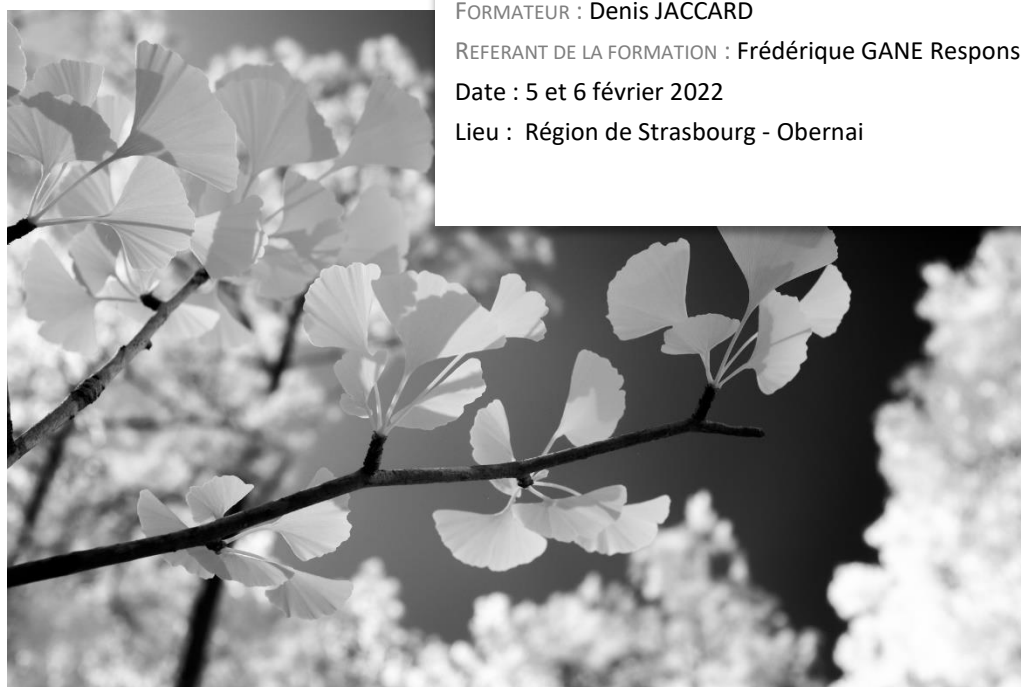 FORMATEUR : Denis JACCARD
REFERANT DE LA FORMATION : Frédérique GANE Respons
Date : 5 et 6 février 2022
Lieu : Région de Strasbourg - Obernai